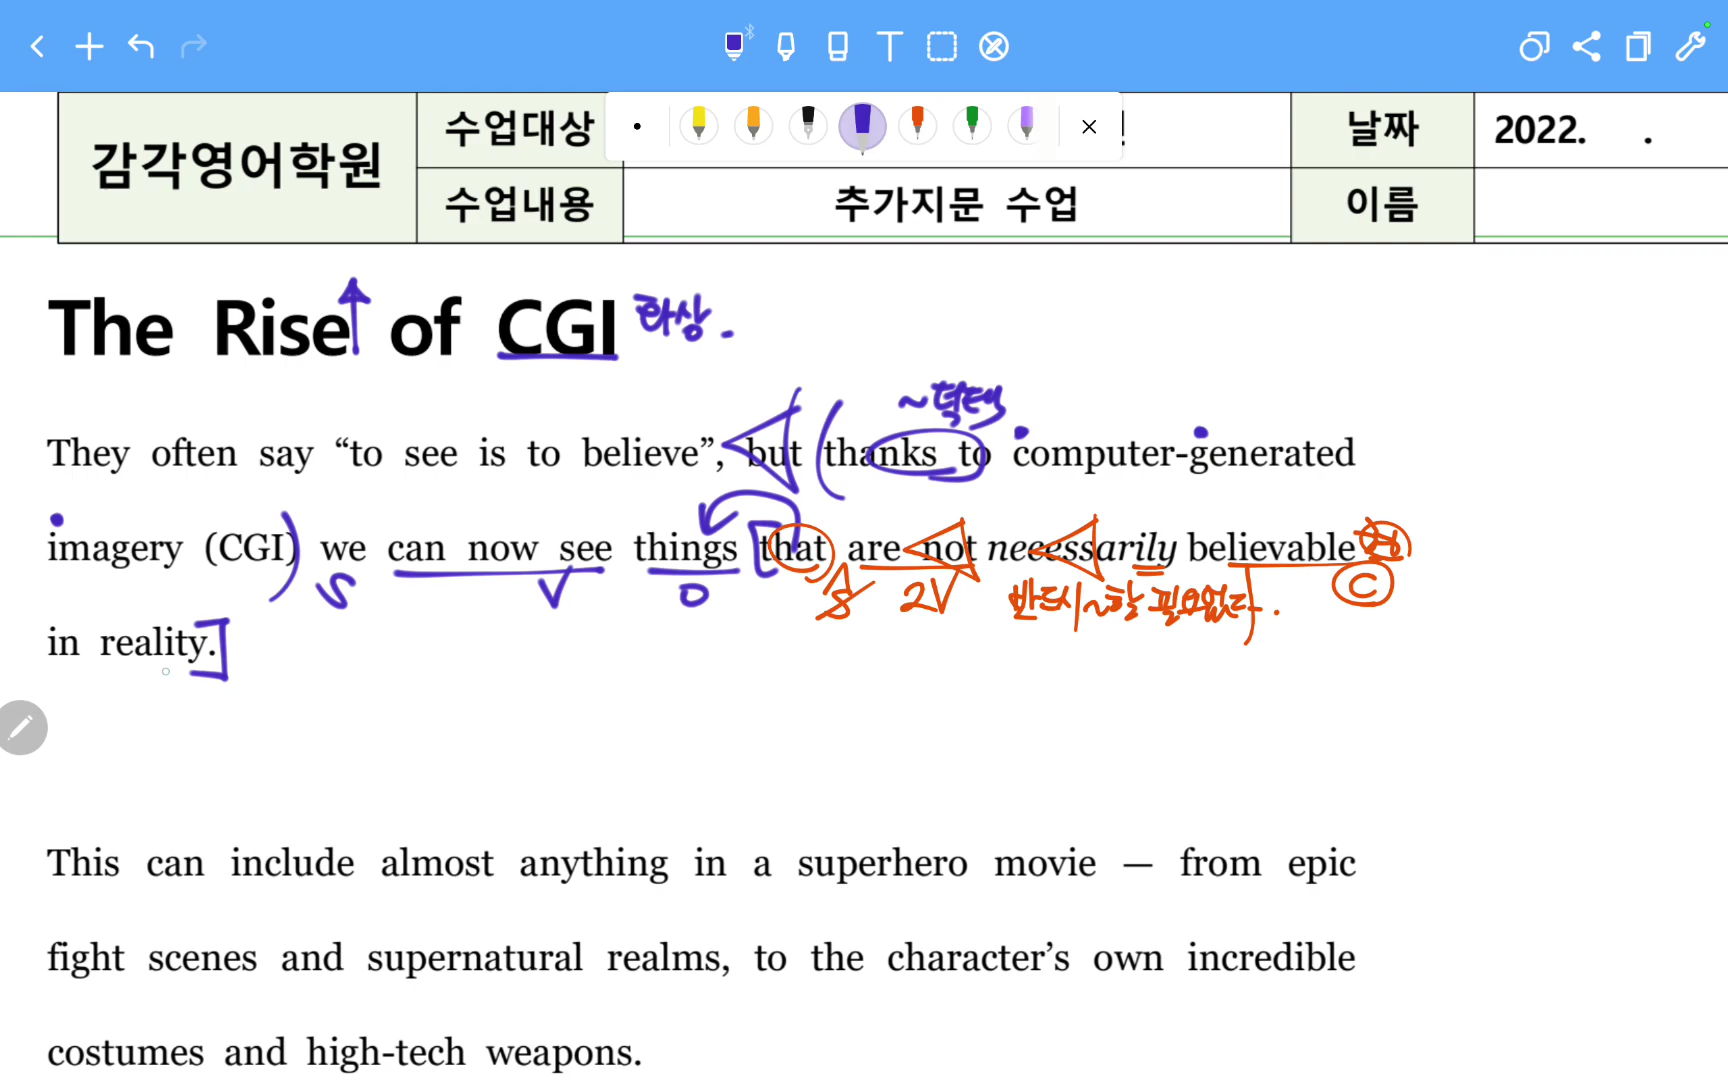 감각영어학원 수업대상 날짜 2022. .
수업내용 추가지문 수업 이름
The Rise of CGI 화상.
~덕택
They often say “to see is to believe”, but thanks to computer-generated
imagery (CGI) we can now see things that are not necessarily believable 형
S V O S 2V 반드시 ~할 필요없다. C
in reality.
This can include almost anything in a superhero movie — from epic
fight scenes and supernatural realms, to the character’s own incredible
costumes and high-tech weapons.